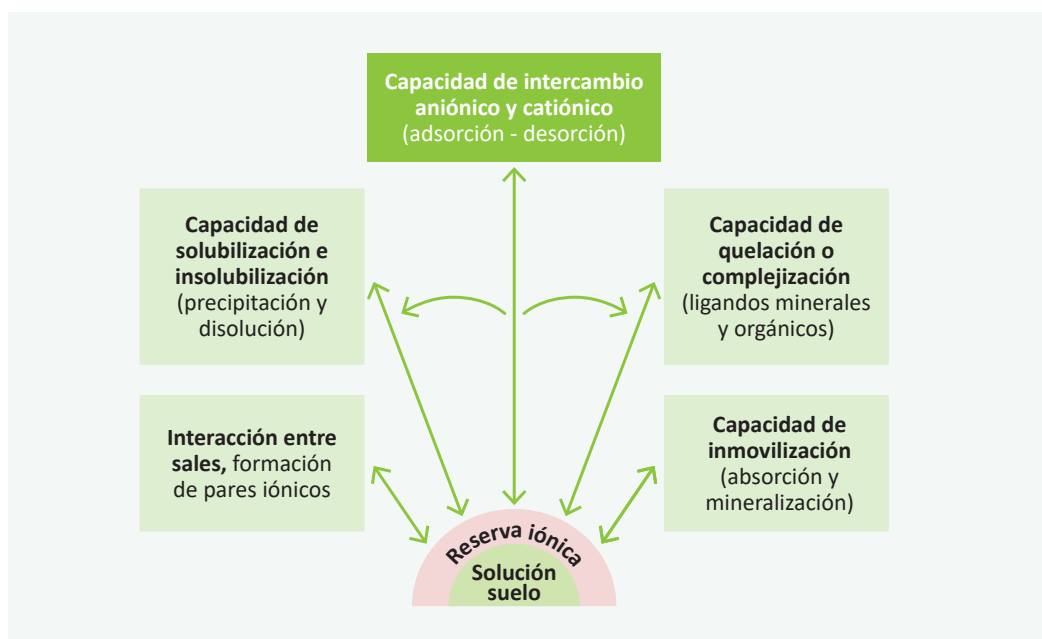 Capacidad de intercambio
aniónico y catiónico
(adsorción - desorción)
Capacidad de
solubilización e
insolubilización
(precipitación y
disolución)
Capacidad de
quelación o
complejización
(ligandos minerales
y orgánicos)
Interacción entre
sales, formación
de pares iónicos
Capacidad de
inmovilización
(absorción y
mineralización)
Reserva iónica
Solución
suelo